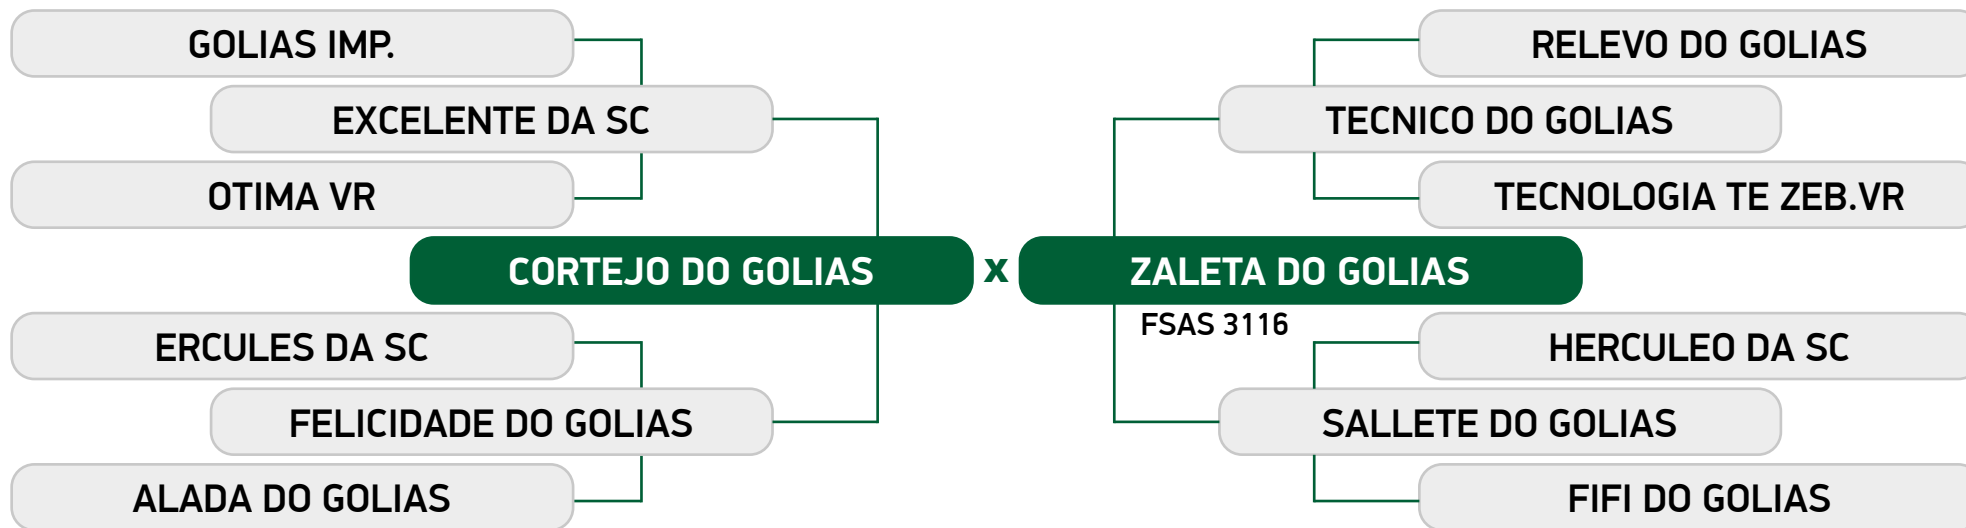 GOLIAS IMP.
EXCELENTE DA SC
OTIMA VR
CORTEJO DO GOLIAS
ERCULES DA SC
FELICIDADE DO GOLIAS
ALADA DO GOLIAS
x
RELEVO DO GOLIAS
TECNICO DO GOLIAS
TECNOLOGIA TE ZEB.VR
ZALETA DO GOLIAS
FSAS 3116
HERCULEO DA SC
SALLETE DO GOLIAS
FIFI DO GOLIAS